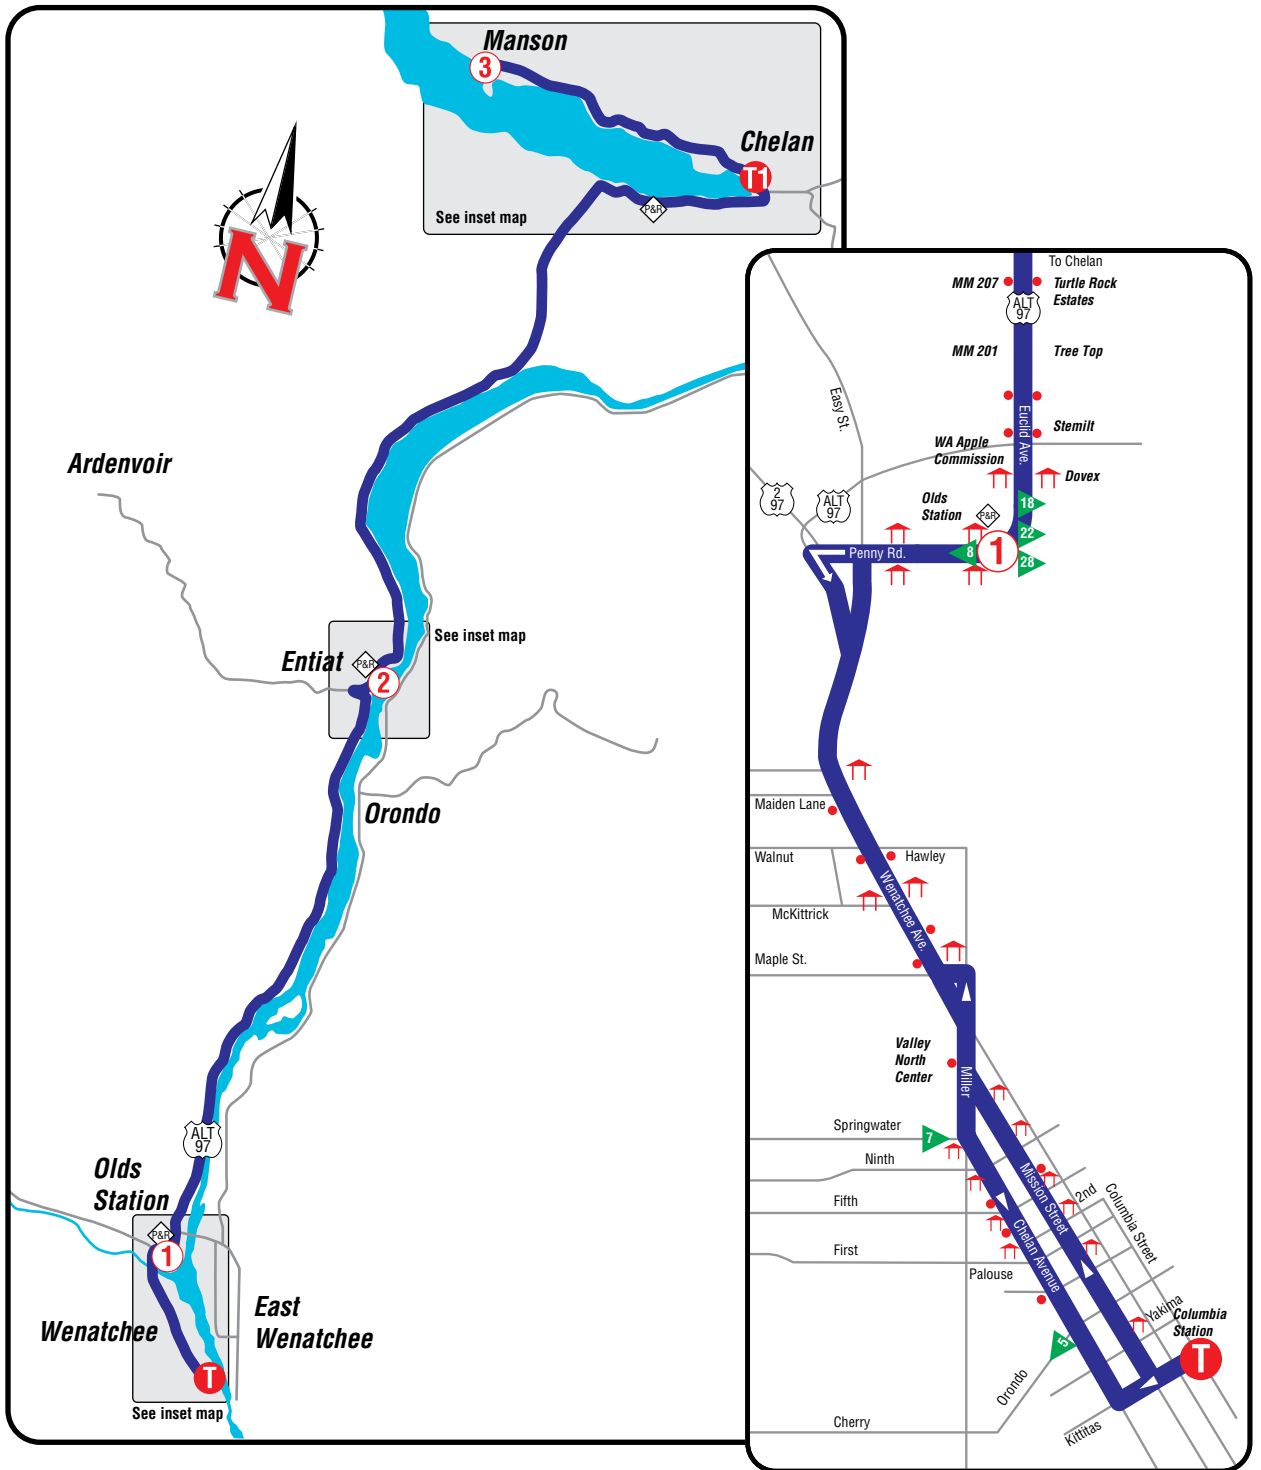 Manson
3
Chelan
T1
P&R
See inset map
N
Ardenvoir
See inset map
Entiat
P&R
2
Orondo
ALT
97
Olds
Station
P&R
1
Wenatchee
East
Wenatchee
T
See inset map
To Chelan
MM 207
Turtle Rock
Estates
ALT
97
MM 201
Tree Top
Easy St.
Euclid Ave.
Stemilt
WA Apple
Commission
Dovex
2
97
ALT
97
Olds
Station
P&R
18
22
28
Penny Rd.
8
1
Maiden Lane
Walnut
Hawley
Wenatchee Ave.
McKittrick
Maple St.
Valley
North
Center
Miller
Springwater
7
Ninth
Mission Street
2nd
Columbia Street
Fifth
Chelan Avenue
First
Palouse
Yakima
Columbia
Station
T
5
Orondo
Cherry
Kittitas